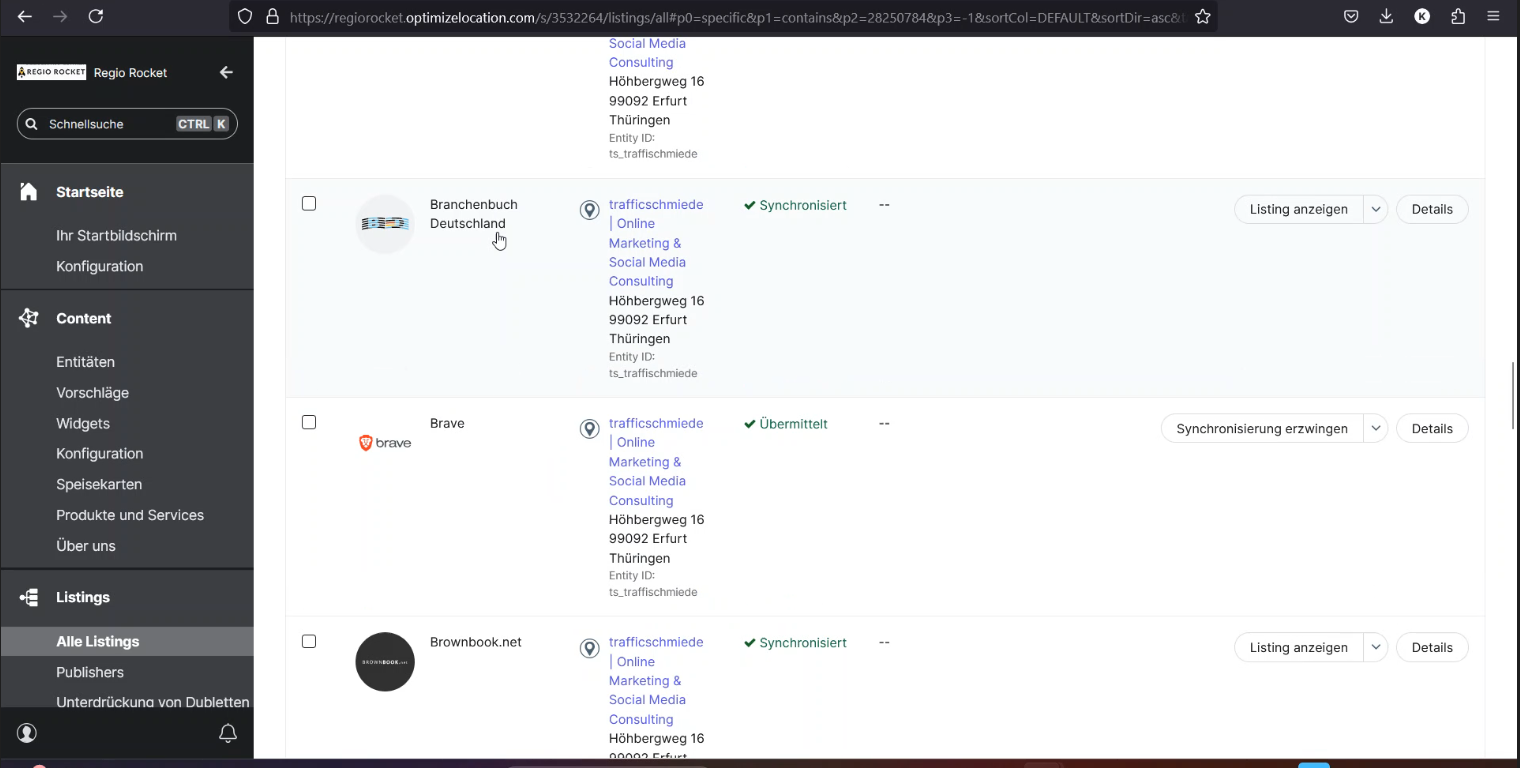 https://regiorocket.optimizelocation.com/s/3532264/listings/all#p0=specific&p1=contains&p2=28250784&p3=-1&sortCol=DEFAULT&sortDir=asc&
K
REGIO ROCKET
Regio Rocket
Schnellsuche
CTRL K
Startseite
Ihr Startbildschirm
Konfiguration
Content
Entitäten
Vorschläge
Widgets
Konfiguration
Speisekarten
Produkte und Services
Über uns
Listings
Alle Listings
Publishers
Unterdrückung von Dubletten
Social Media
Consulting
Höhbergweg 16
99092 Erfurt
Thüringen
Entity ID:
ts_traffischmiede
Branchenbuch
Deutschland
trafficschmiede
| Online
Marketing &
Social Media
Consulting
Höhbergweg 16
99092 Erfurt
Thüringen
Entity ID:
ts_traffischmiede
Synchronisiert
--
Listing anzeigen
Details
brave
Brave
trafficschmiede
| Online
Marketing &
Social Media
Consulting
Höhbergweg 16
99092 Erfurt
Thüringen
Entity ID:
ts_traffischmiede
Übermittelt
--
Synchronisierung erzwingen
Details
BROWNBOOK.net
Brownbook.net
trafficschmiede
| Online
Marketing &
Social Media
Consulting
Höhbergweg 16
99092 Erfurt
Synchronisiert
--
Listing anzeigen
Details